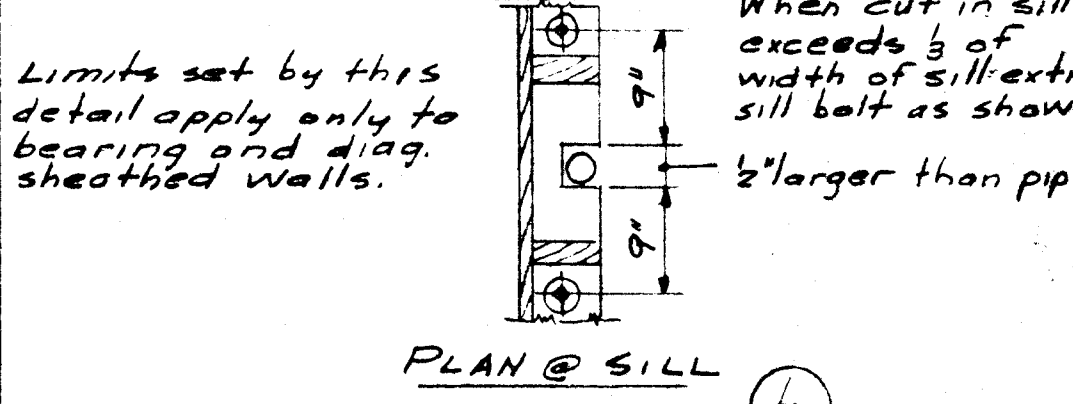 Limits set by this
detail apply only to
bearing and diag.
sheathed walls.
When cut in sill
exceeds 1/3 of
width of sill extr
sill bolt as show
9"
1/2" larger than pip
9"
PLAN @ SILL